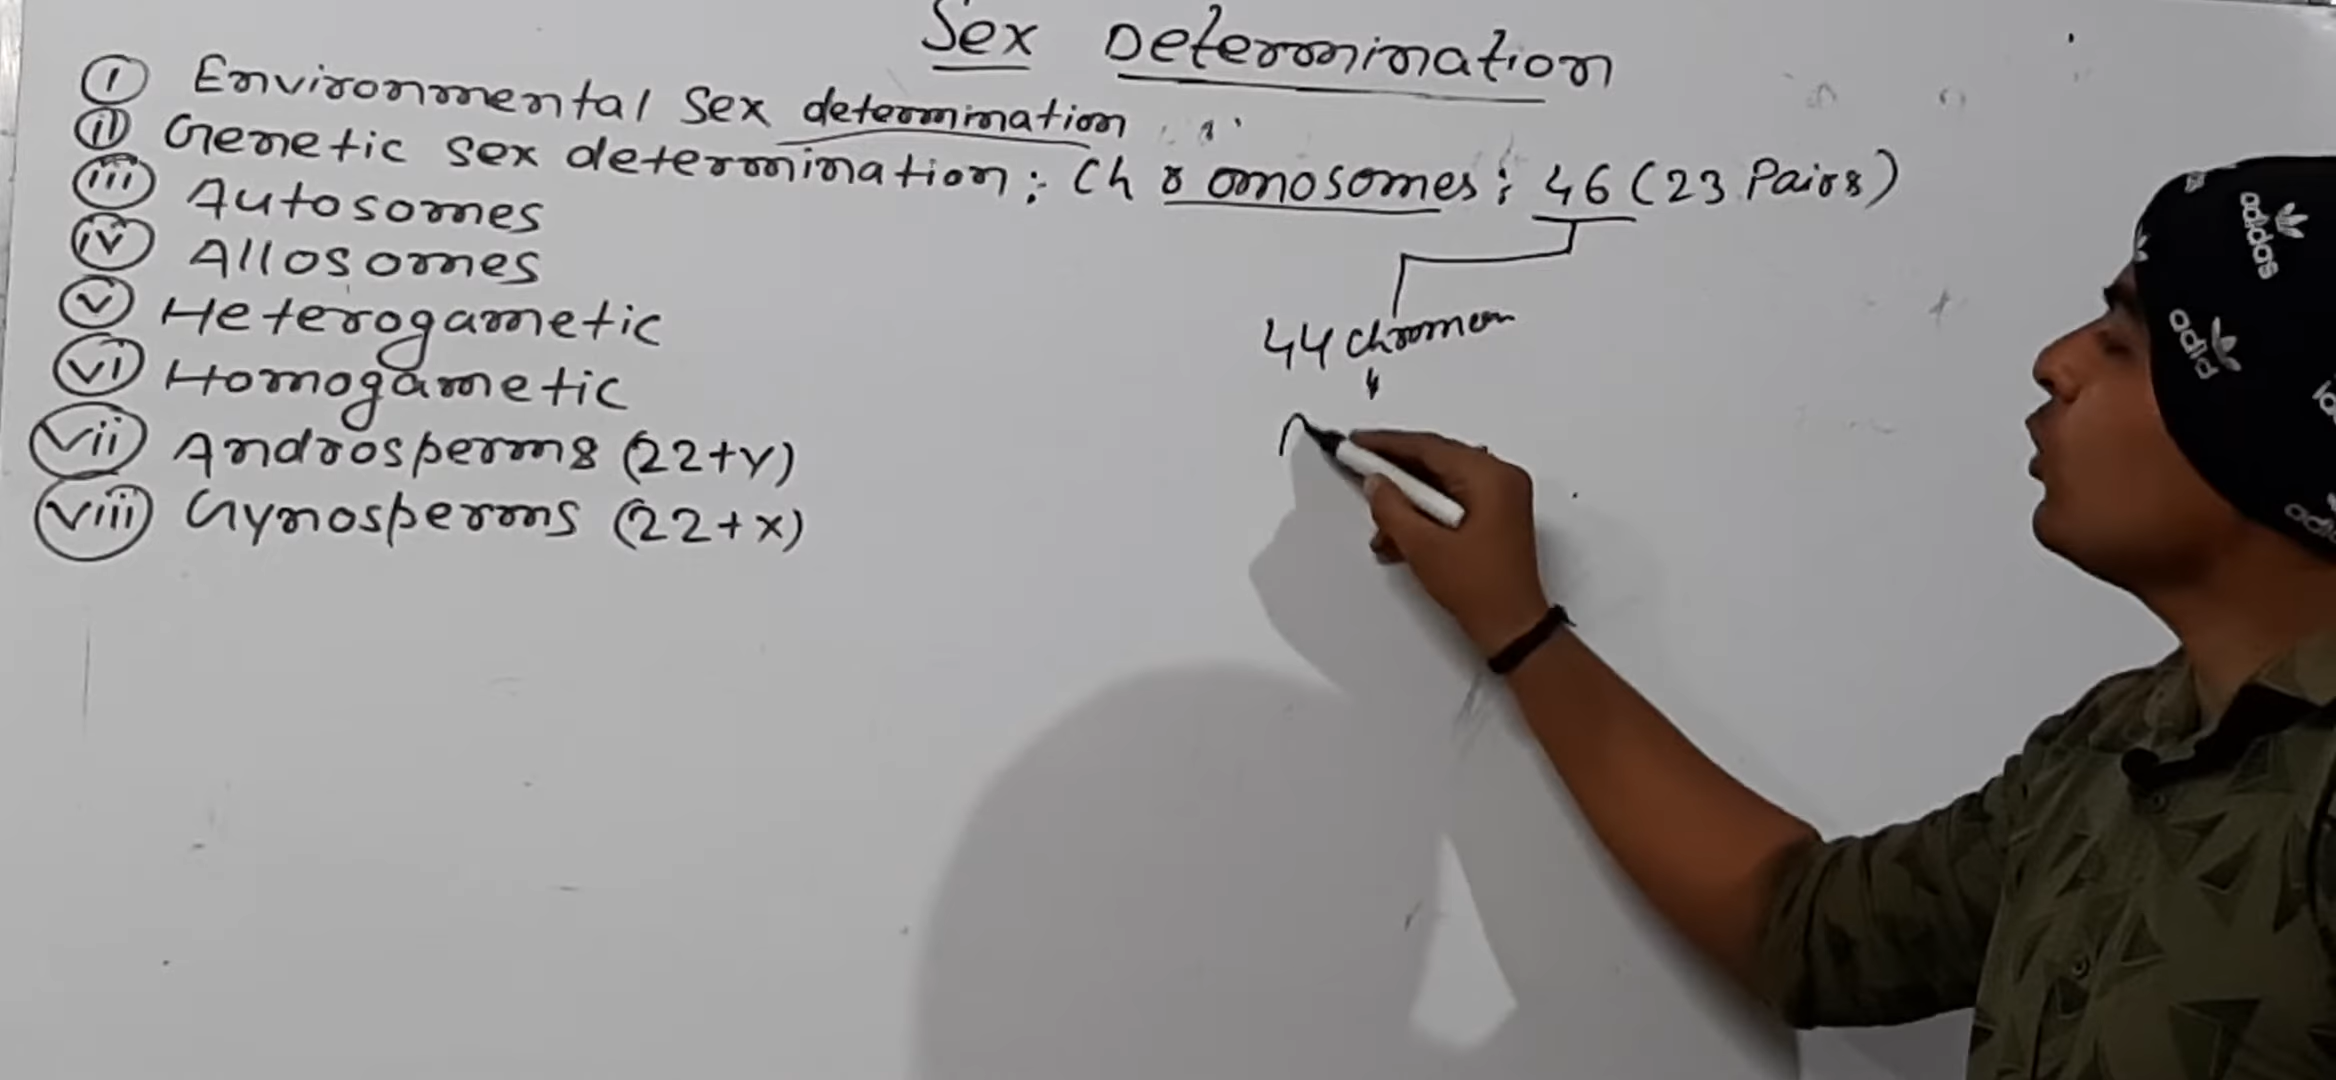 Sex Determination
(i) Environmental Sex determination
(ii) Genetic sex determination: Chromosomes: 46 (23 Pairs)
(iii) Autosomes
(iv) Allosomes
(v) Heterogametic
(vi) Homogametic
(vii) Androsperms (22+Y)
(viii) Gynosperms (22+X)
44
adidas
adidas